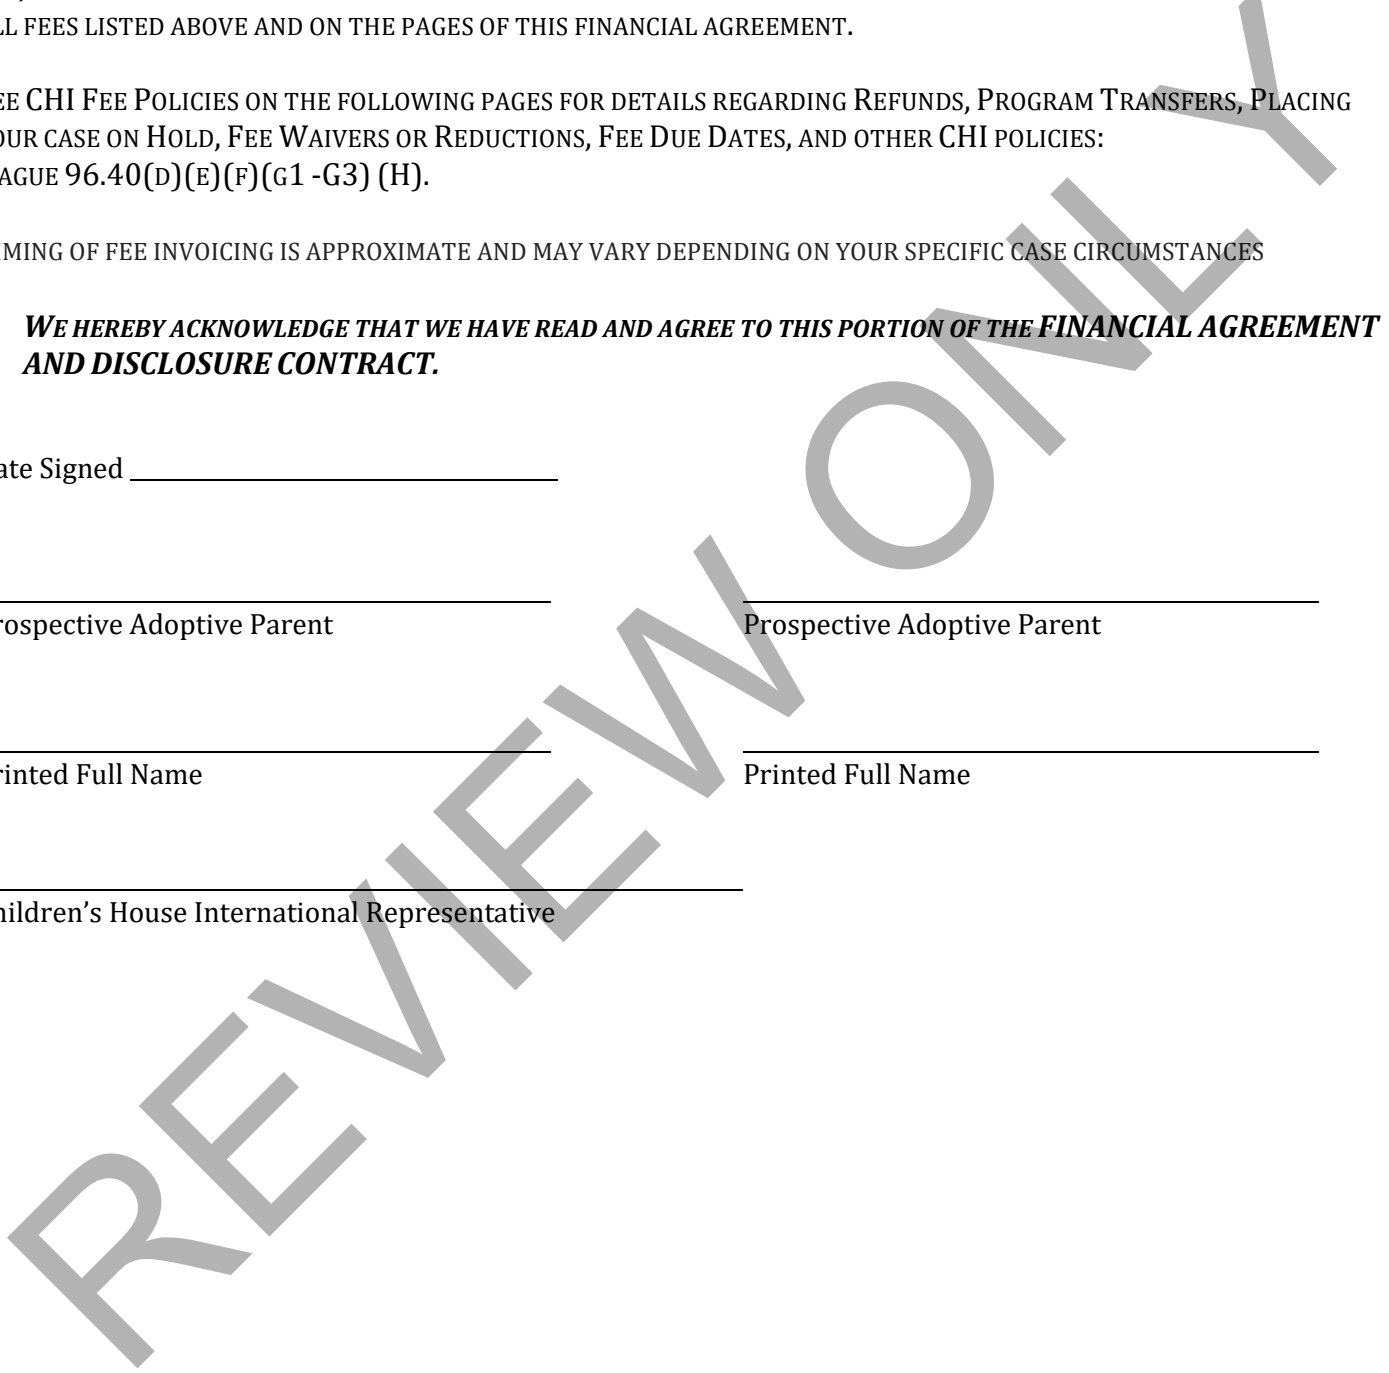 LL FEES LISTED ABOVE AND ON THE PAGES OF THIS FINANCIAL AGREEMENT.
EE CHI FEE POLICIES ON THE FOLLOWING PAGES FOR DETAILS REGARDING REFUNDS, PROGRAM TRANSFERS, PLACING
OUR CASE ON HOLD, FEE WAIVERS OR REDUCTIONS, FEE DUE DATES, AND OTHER CHI POLICIES:
AGUE 96.40(D)(E)(F)(G1 -G3) (H).
IMING OF FEE INVOICING IS APPROXIMATE AND MAY VARY DEPENDING ON YOUR SPECIFIC CASE CIRCUMSTANCES
WE HEREBY ACKNOWLEDGE THAT WE HAVE READ AND AGREE TO THIS PORTION OF THE FINANCIAL AGREEMENT
AND DISCLOSURE CONTRACT.
ate Signed
rospective Adoptive Parent Prospective Adoptive Parent
rinted Full Name Printed Full Name
hildren's House International Representative
REVIEW ONLY